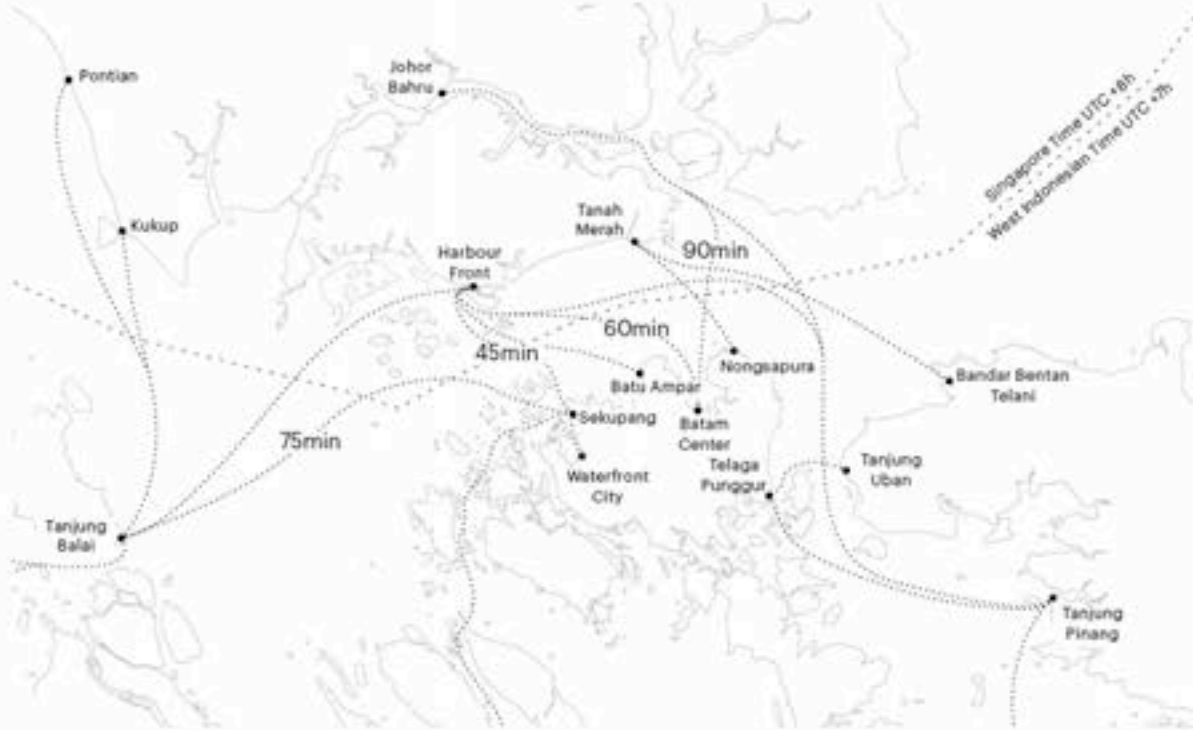 Pontian
Johor
Bahru
Singapore Time UTC +8h
West Indonesian Time UTC +7h
Kukup
Tanah
Merah
90min
Harbour
Front
60min
45min
Nongsapura
Batu Ampar
Bandar Bentan
Telani
Sekupang
Batam
Center
75min
Telaga
Punggur
Tanjung
Uban
Waterfront
City
Tanjung
Balai
Tanjung
Pinang